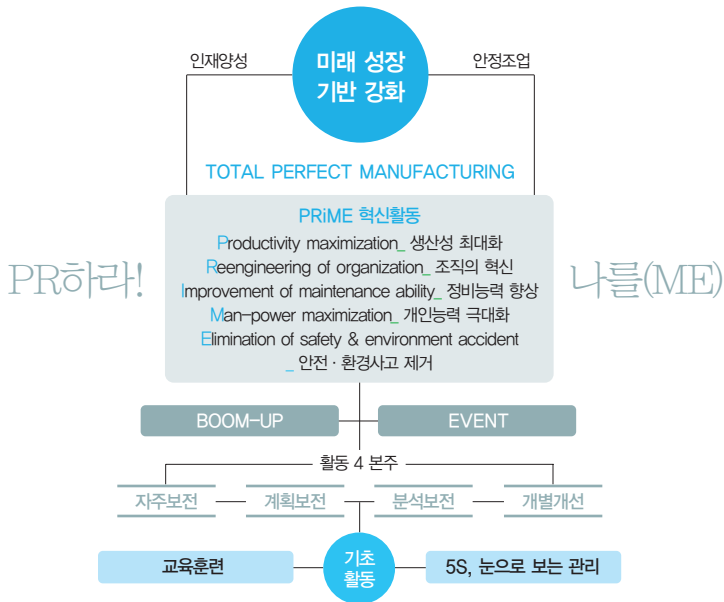 인재양성
미래 성장
기반 강화
안정조업
TOTAL PERFECT MANUFACTURING
PRiME 혁신활동
Productivity maximization_ 생산성 최대화
Reengineering of organization_ 조직의 혁신
Improvement of maintenance ability_ 정비능력 향상
Man-power maximization_ 개인능력 극대화
Elimination of safety & environment accident
_ 안전 · 환경사고 제거
PR하라!
나를(ME)
BOOM-UP
EVENT
활동 4 본주
자주보전
계획보전
분석보전
개별개선
교육훈련
기초
활동
5S, 눈으로 보는 관리